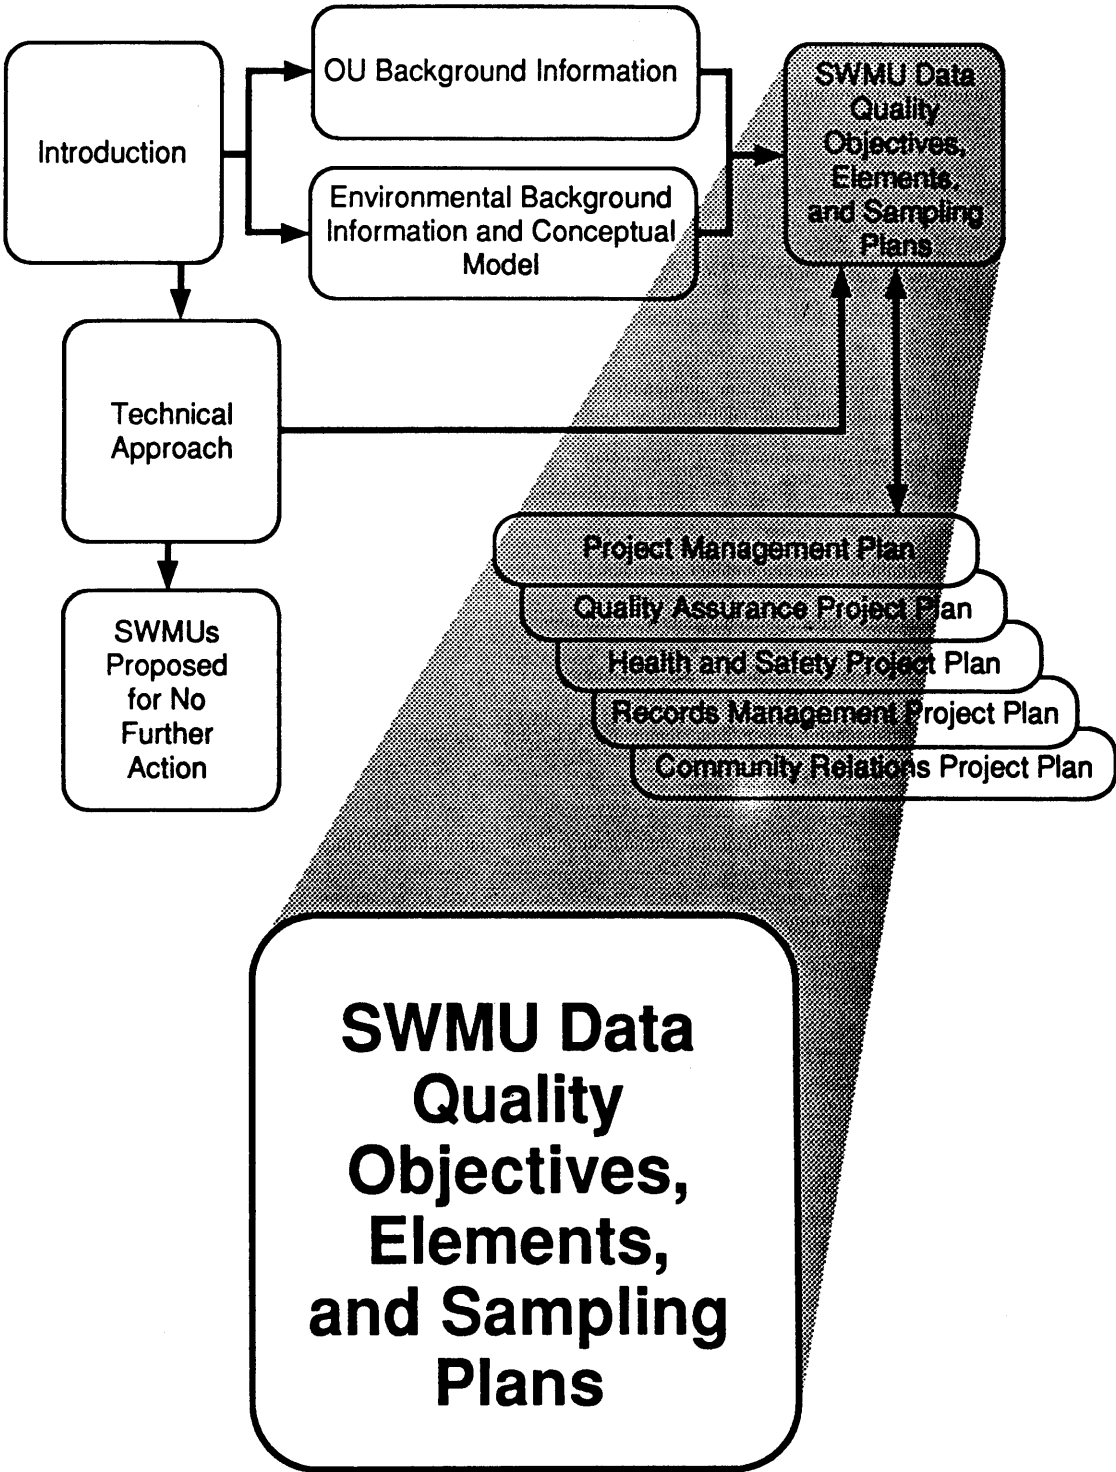 OU Background Information
Introduction
Environmental Background
Information and Conceptual
Model
SWMU Data
Quality
Objectives,
Elements,
and Sampling
Plans
Technical
Approach
SWMUs
Proposed
for No
Further
Action
Project Management Plan
Quality Assurance Project Plan
Health and Safety Project Plan
Records Management Project Plan
Community Relations Project Plan
SWMU Data
Quality
Objectives,
Elements,
and Sampling
Plans